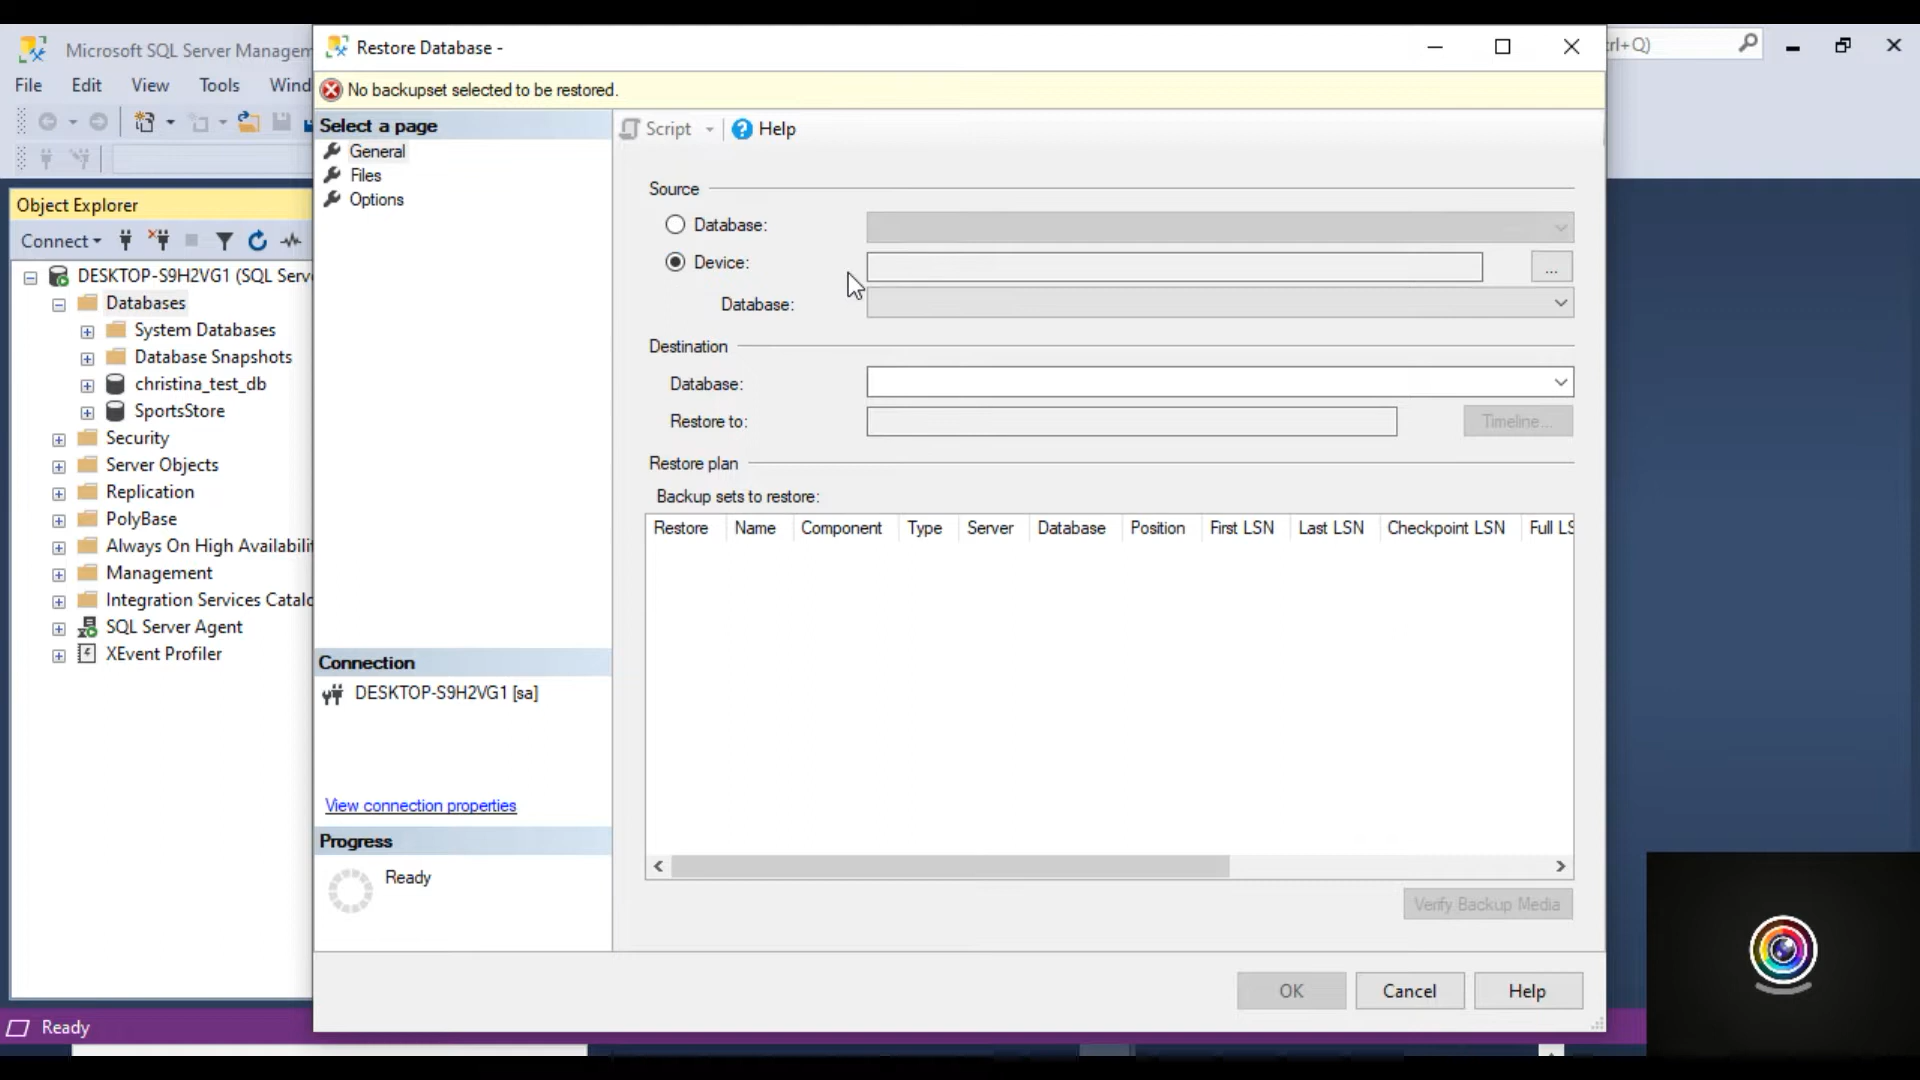 Microsoft SQL Server Managem
File Edit View Tools Wind
Object Explorer
Connect
DESKTOP-S9H2VG1 (SQL Serv
Databases
System Databases
Database Snapshots
christina_test_db
SportsStore
Security
Server Objects
Replication
PolyBase
Always On High Availabili
Management
Integration Services Catalo
SQL Server Agent
XEvent Profiler
Ready
Restore Database -
No backupset selected to be restored.
Select a page
General
Files
Options
Connection
DESKTOP-S9H2VG1 [sa]
View connection properties
Progress
Ready
Script Help
Source
Database:
Device:
...
Database:
Destination
Database:
Restore to:
Timeline...
Restore plan
Backup sets to restore:
Restore Name Component Type Server Database Position First LSN Last LSN Checkpoint LSN Full LS
Verify Backup Media
OK Cancel Help
rl+Q)